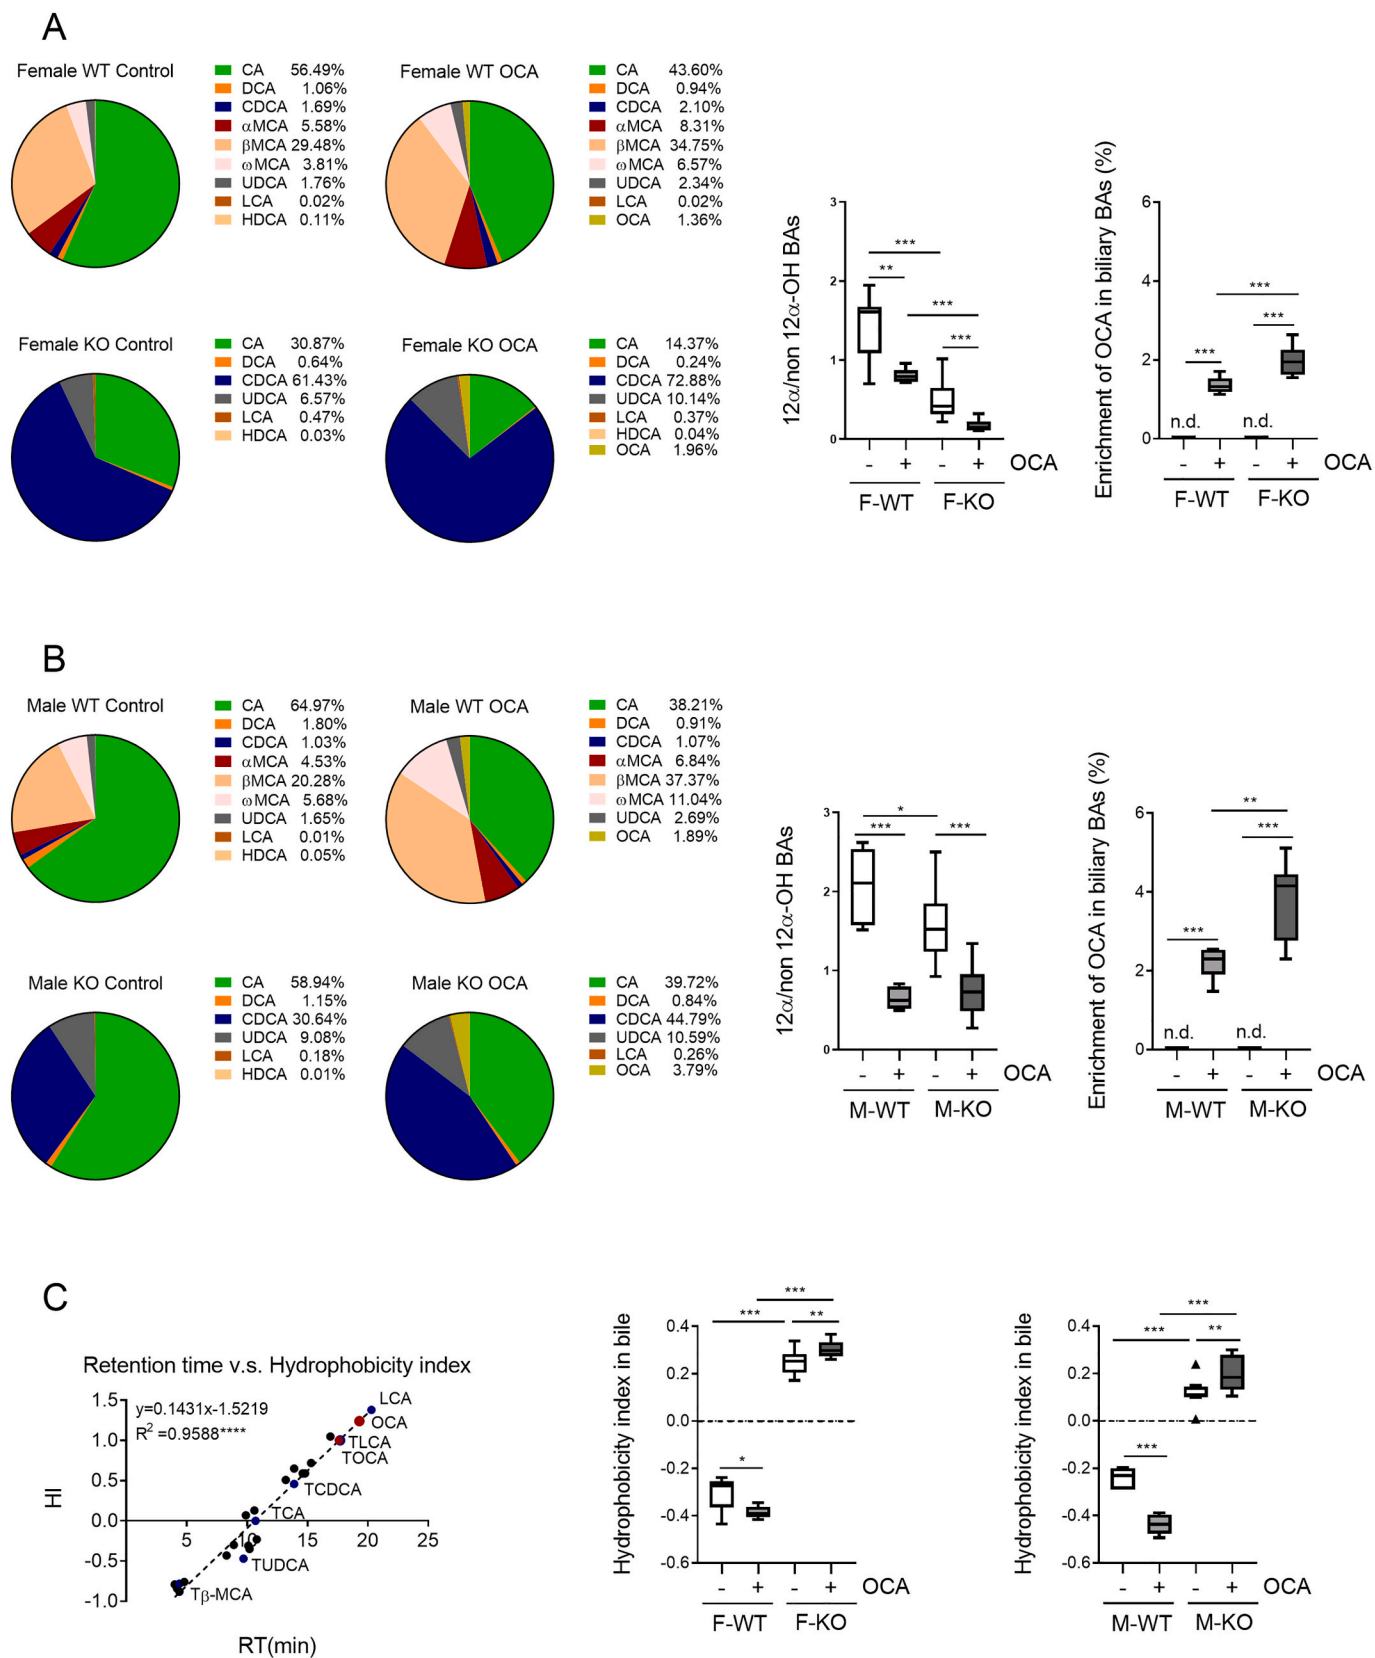 A
Female WT Control
CA 56.49%
DCA 1.06%
CDCA 1.69%
αMCA 5.58%
βMCA 29.48%
ωMCA 3.81%
UDCA 1.76%
LCA 0.02%
HDCA 0.11%
Female WT OCA
CA 43.60%
DCA 0.94%
CDCA 2.10%
αMCA 8.31%
βMCA 34.75%
ωMCA 6.57%
UDCA 2.34%
LCA 0.02%
OCA 1.36%
Female KO Control
CA 30.87%
DCA 0.64%
CDCA 61.43%
UDCA 6.57%
LCA 0.47%
HDCA 0.03%
Female KO OCA
CA 14.37%
DCA 0.24%
CDCA 72.88%
UDCA 10.14%
LCA 0.37%
HDCA 0.04%
OCA 1.96%
12α/non 12α-OH BAs
3
2
1
0
***
**
***
***
- + - + OCA
F-WT F-KO
Enrichment of OCA in biliary BAs (%)
6
4
2
0
***
***
***
n.d. n.d.
- + - + OCA
F-WT F-KO
B
Male WT Control
CA 64.97%
DCA 1.80%
CDCA 1.03%
αMCA 4.53%
βMCA 20.28%
ωMCA 5.68%
UDCA 1.65%
LCA 0.01%
HDCA 0.05%
Male WT OCA
CA 38.21%
DCA 0.91%
CDCA 1.07%
αMCA 6.84%
βMCA 37.37%
ωMCA 11.04%
UDCA 2.69%
OCA 1.89%
Male KO Control
CA 58.94%
DCA 1.15%
CDCA 30.64%
UDCA 9.08%
LCA 0.18%
HDCA 0.01%
Male KO OCA
CA 39.72%
DCA 0.84%
CDCA 44.79%
UDCA 10.59%
LCA 0.26%
OCA 3.79%
12α/non 12α-OH BAs
3
2
1
0
*
*** ***
- + - + OCA
M-WT M-KO
Enrichment of OCA in biliary BAs (%)
6
4
2
0
**
***
***
n.d. n.d.
- + - + OCA
M-WT M-KO
C
Retention time v.s. Hydrophobicity index
y=0.1431x-1.5219
R2 =0.9588****
HI
1.5
1.0
0.5
0.0
-0.5
-1.0
5 10 15 20 25
LCA
OCA
TLCA
TOCA
TCDCA
TCA
TUDCA
Tβ-MCA
RT(min)
Hydrophobicity index in bile
0.4
0.2
0.0
-0.2
-0.4
-0.6
***
*** **
*
- + - + OCA
F-WT F-KO
Hydrophobicity index in bile
0.4
0.2
0.0
-0.2
-0.4
-0.6
***
*** **
***
- + - + OCA
M-WT M-KO